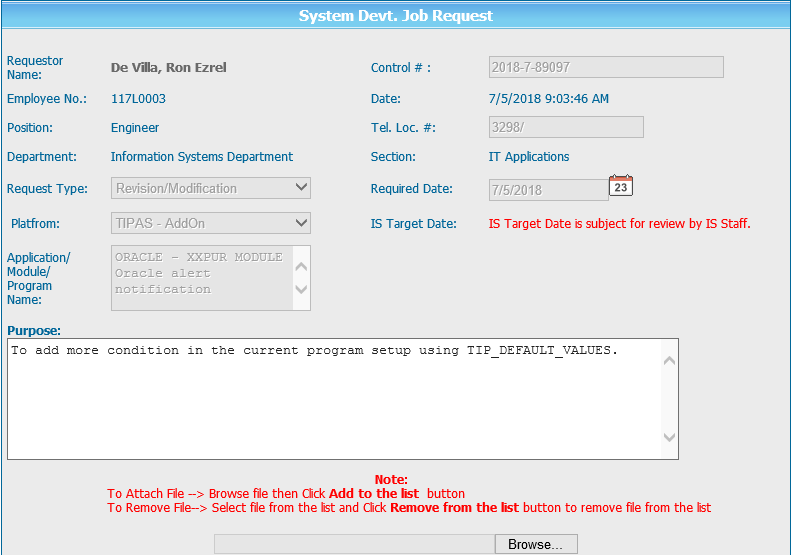 System Devt. Job Request
Requestor Name: De Villa, Ron Ezrel Control # : 2018-7-89097
Employee No.: 117L0003 Date: 7/5/2018 9:03:46 AM
Position: Engineer Tel. Loc. #: 3298/
Department: Information Systems Department Section: IT Applications
Request Type: Revision/Modification Required Date: 7/5/2018 23
Platfrom: TIPAS - AddOn IS Target Date: IS Target Date is subject for review by IS Staff.
Application/ ORACLE - XXPUR MODULE
Module/ Oracle alert
Program notification
Name:
Purpose:
To add more condition in the current program setup using TIP_DEFAULT_VALUES.
Note:
To Attach File --> Browse file then Click Add to the list button
To Remove File--> Select file from the list and Click Remove from the list button to remove file from the list
Browse...